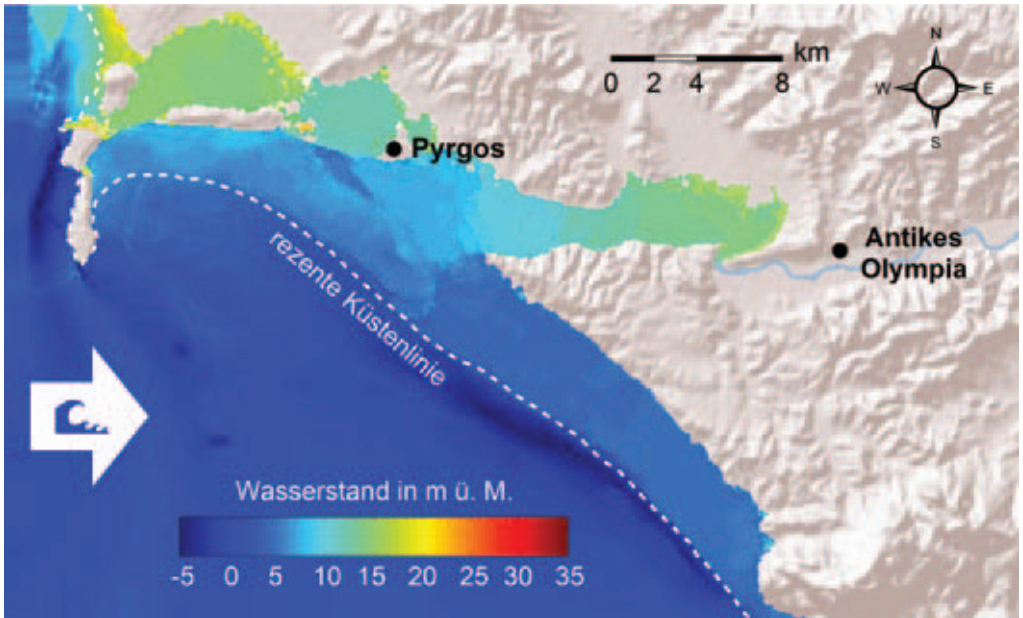 km
0 2 4 8
N
W E
S
Pyrgos
Antikes
Olympia
rezente Küstenlinie
Wasserstand in m ü. M.
-5 0 5 10 15 20 25 30 35